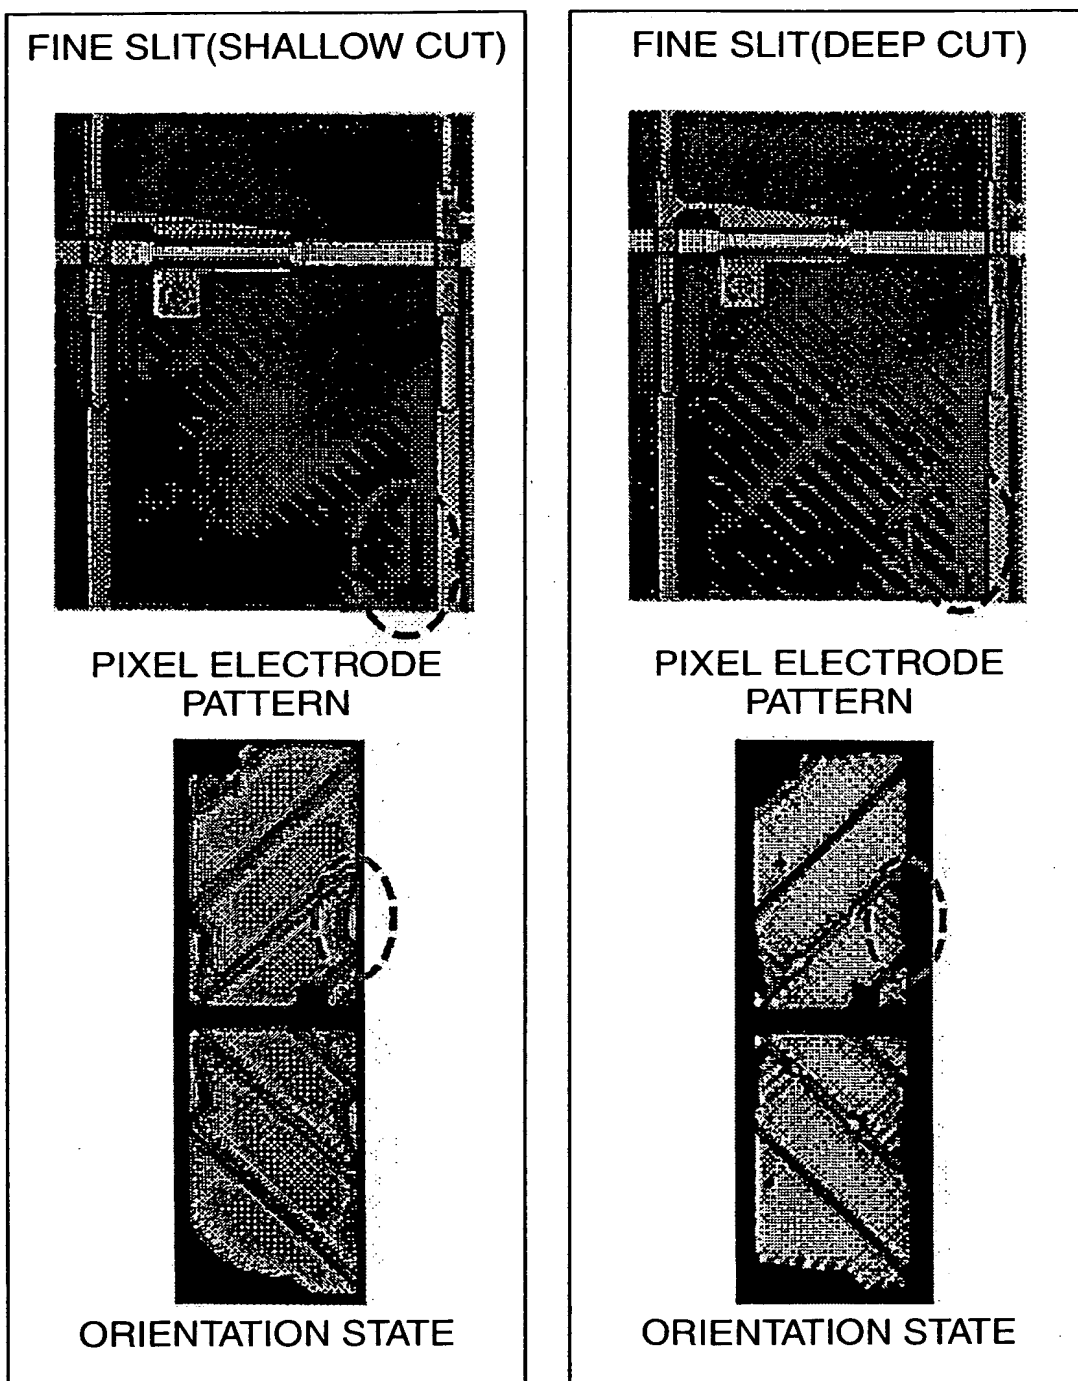 FINE SLIT(SHALLOW CUT)
PIXEL ELECTRODE
PATTERN
ORIENTATION STATE
FINE SLIT(DEEP CUT)
PIXEL ELECTRODE
PATTERN
ORIENTATION STATE